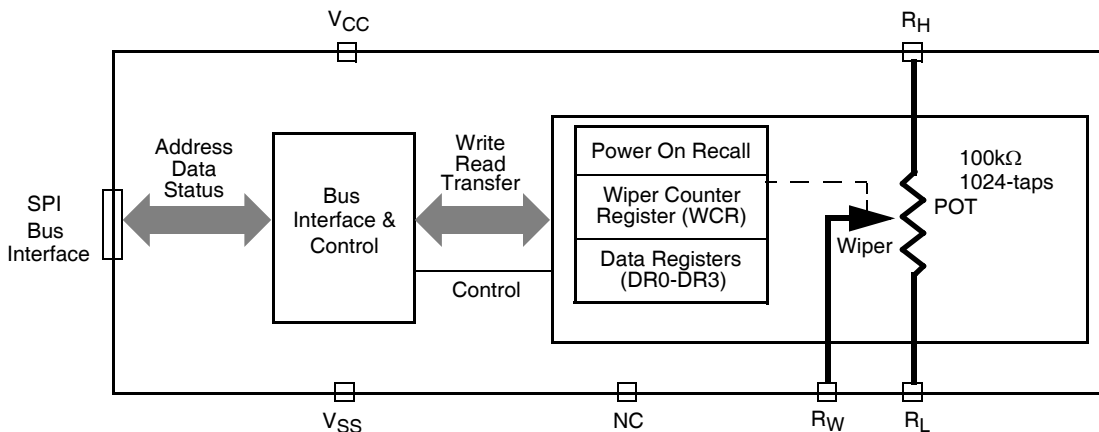 VCC
RH
Address
Data
Status
Write
Read
Transfer
SPI
Bus
Interface
Bus
Interface &
Control
Control
Power On Recall
Wiper Counter
Register (WCR)
Data Registers
(DR0-DR3)
100kΩ
1024-taps
POT
Wiper
VSS
NC
RW
RL